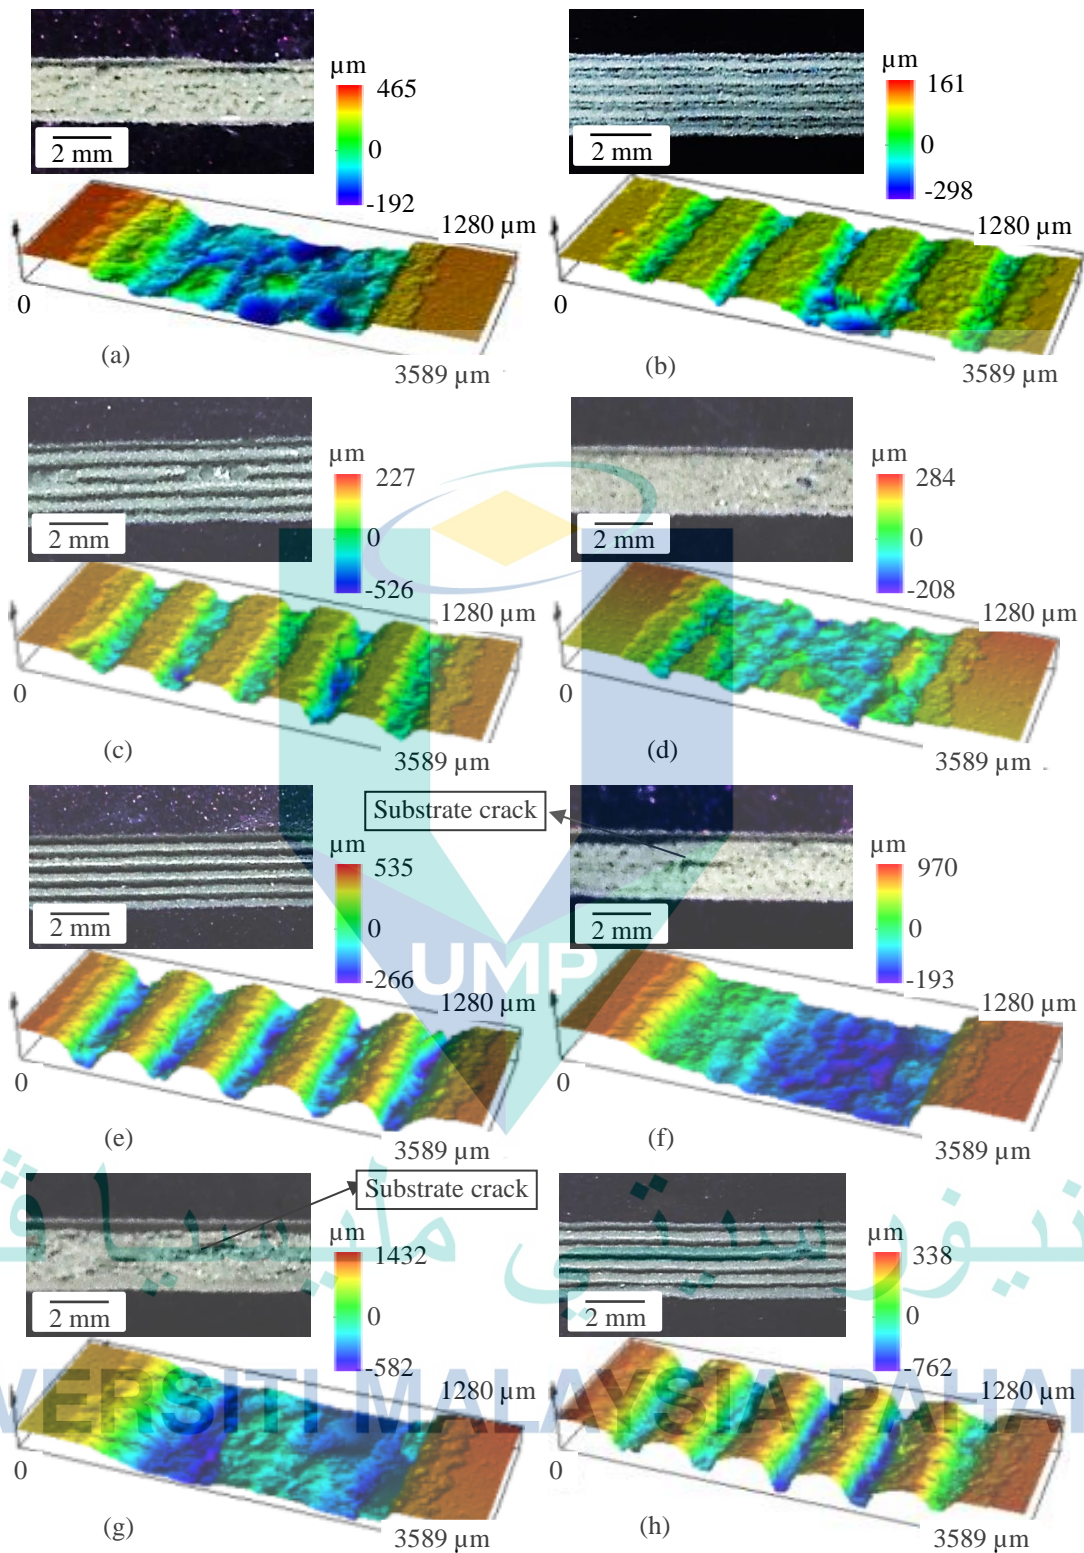 µm
465
0
-192
2 mm
1280 µm
0
3589 µm
(a)
µm
161
0
-298
1280 µm
0
3589 µm
(b)
µm
227
0
-526
2 mm
1280 µm
0
3589 µm
(c)
µm
284
0
-208
2 mm
1280 µm
0
3589 µm
(d)
Substrate crack
µm
535
0
-266
2 mm
1280 µm
0
3589 µm
(e)
µm
970
0
-193
2 mm
1280 µm
0
3589 µm
(f)
UMP
Substrate crack
µm
1432
0
-582
2 mm
1280 µm
0
3589 µm
(g)
µm
338
0
-762
2 mm
1280 µm
0
3589 µm
(h)
2 mm
VERSITI MALAYSIA PAHAN